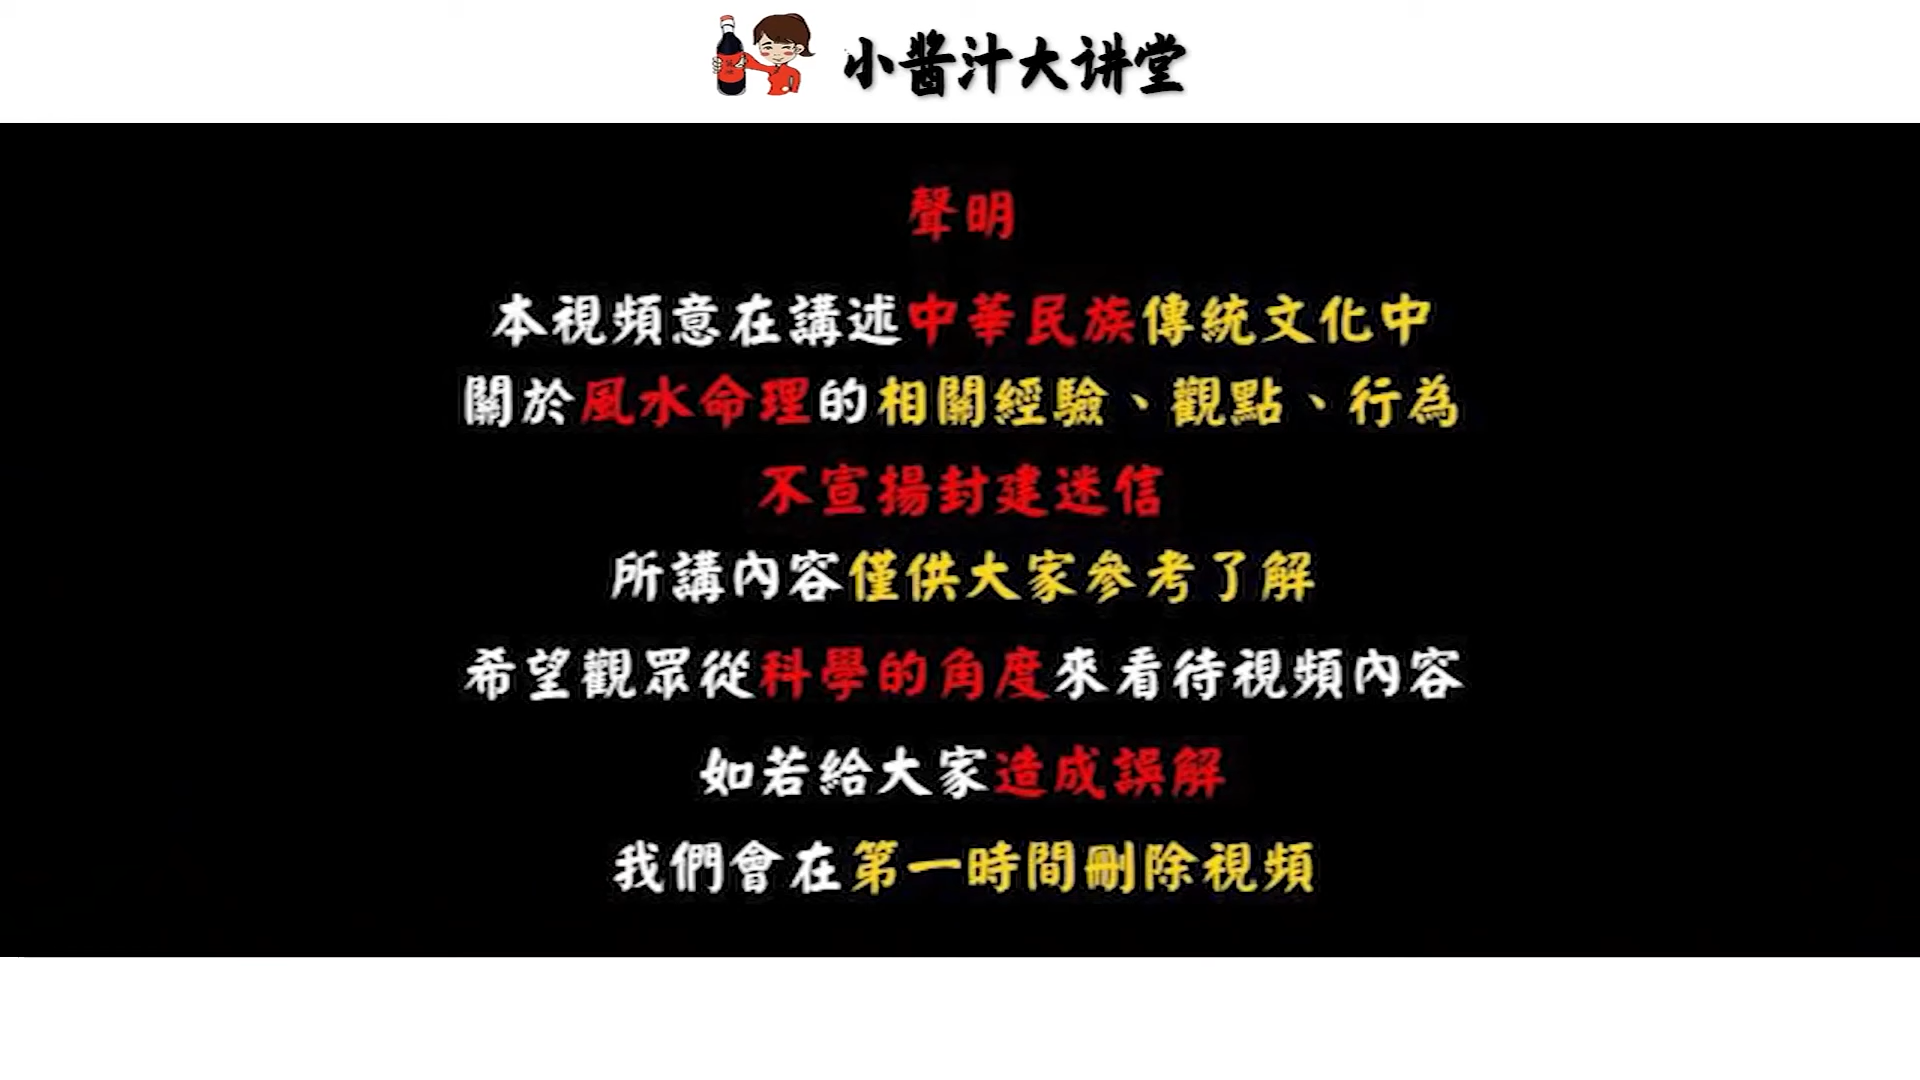 小酱汁大讲堂
聲明
本視頻意在講述中華民族傳統文化中
關於風水命理的相關經驗、觀點、行為
不宣揚封建迷信
所講內容僅供大家參考了解
希望觀眾從科學的角度來看待視頻內容
如若給大家造成誤解
我們會在第一時間刪除視頻